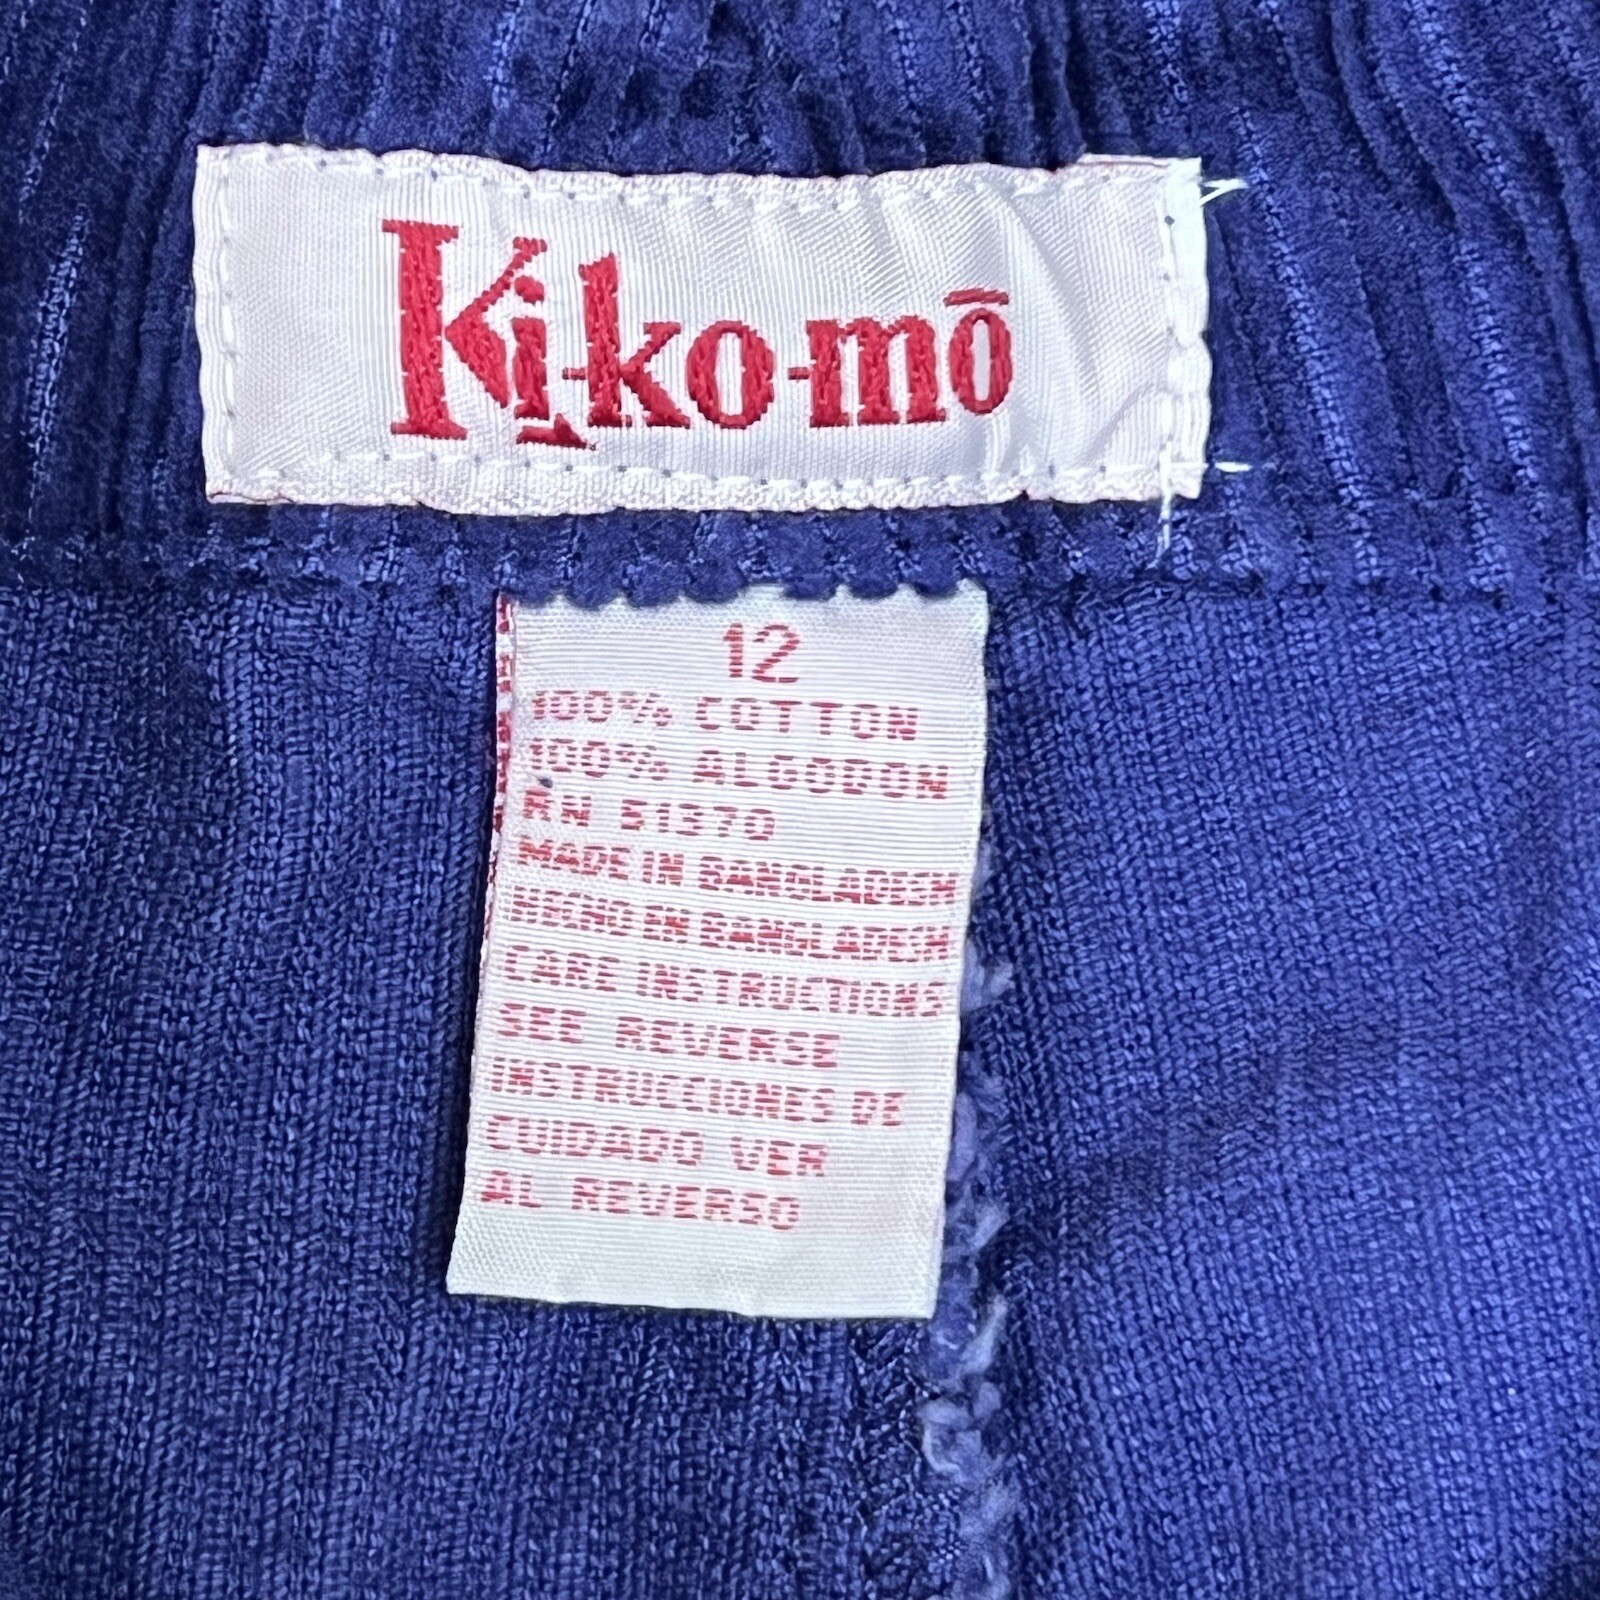 Ki-ko-mō
12
100% COTTON
100% ALGODON
RN 51370
MADE IN BANGLADESH
HECHO EN BANGLADESH
CARE INSTRUCTIONS
SEE REVERSE
INSTRUCCIONES DE
CUIDADO VER
AL REVERSO